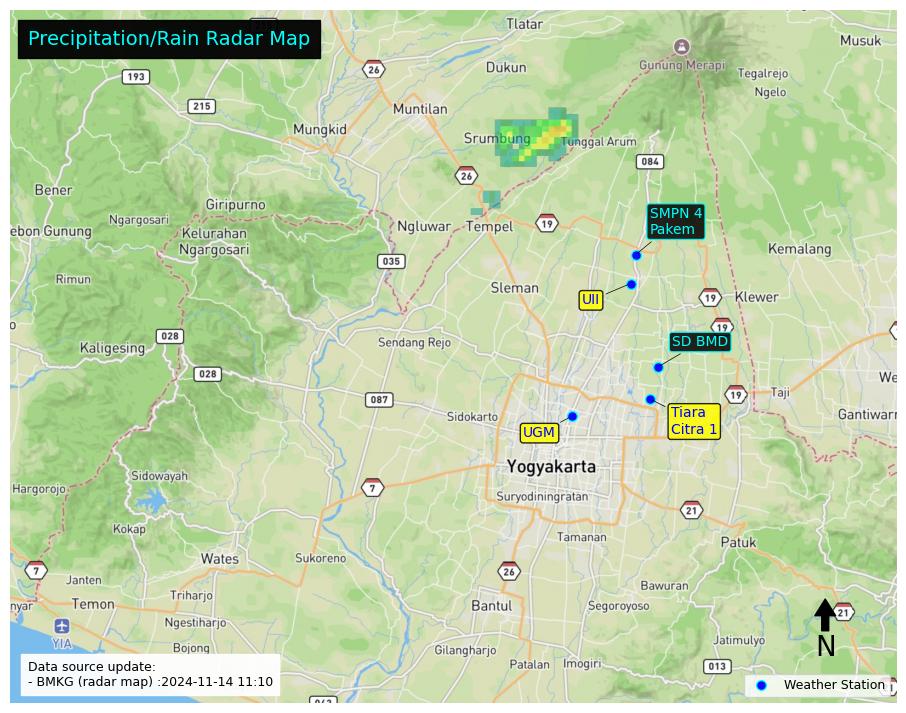 Precipitation/Rain Radar Map
Tlatar
Musuk
26
Dukun
Gunung Merapi
193
Tegalrejo
215
Muntilan
Ngelo
Mungkid
Srumbung
Tunggal Arum
084
26
Bener
Giripurno
SMPN 4
Pakem
Ngargosari
ebon Gunung
Kelurahan
Ngargosari
Ngluwar
Tempel
19
Kemalang
035
Rimun
Sleman
UII
19
Klewer
19
028
Kaligesing
Sendang Rejo
SD BMD
028
We
087
19
Taji
Sidokarto
Tiara
Citra 1
Gantiwarn
UGM
Yogyakarta
Sidowayah
Hargorojo
7
Suryodiningratan
21
Kokap
Tamanan
Patuk
Wates
Sukoreno
7
Janten
26
Bawuran
nyar
Temon
Triharjo
Bantul
Segoroyoso
21
Ngestiharjo
YIA
N
Bojong
Gilangharjo
Jatimulyo
Patalan
Imogiri
013
Data source update:
- BMKG (radar map) :2024-11-14 11:10
Weather Station